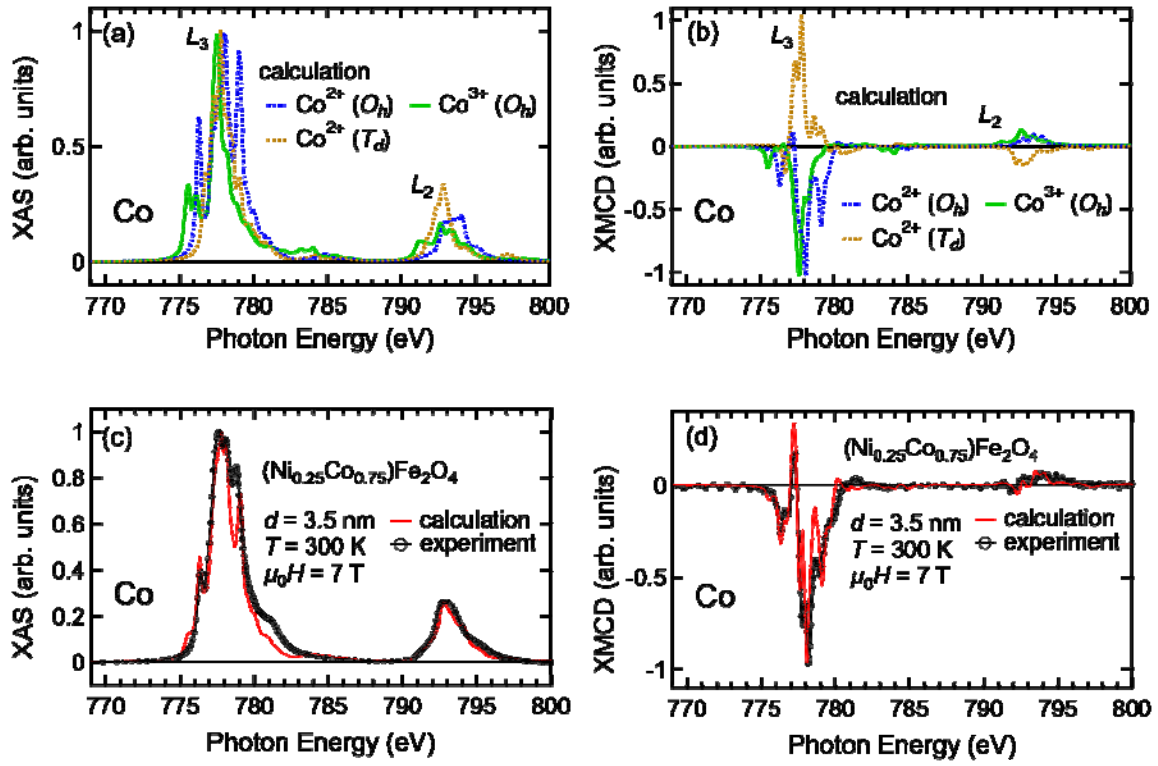 (a)
L3
calculation
Co2+ (Oh) Co3+ (Oh)
Co2+ (Td)
L2
Co
XAS (arb. units)
1
0.5
0
770 775 780 785 790 795 800
Photon Energy (eV)
(b)
L3
calculation
L2
Co2+ (Oh) Co3+ (Oh)
Co2+ (Td)
Co
XMCD (arb. units)
1
0.5
0
-0.5
-1
770 775 780 785 790 795 800
Photon Energy (eV)
(c)
(Ni0.25Co0.75)Fe2O4
d = 3.5 nm calculation
T = 300 K experiment
μ0H = 7 T
Co
XAS (arb. units)
1
0.8
0.6
0.4
0.2
0
770 775 780 785 790 795 800
Photon Energy (eV)
(d)
(Ni0.25Co0.75)Fe2O4
d = 3.5 nm calculation
T = 300 K experiment
μ0H = 7 T
Co
XMCD (arb. units)
0
-0.5
-1
770 775 780 785 790 795 800
Photon Energy (eV)